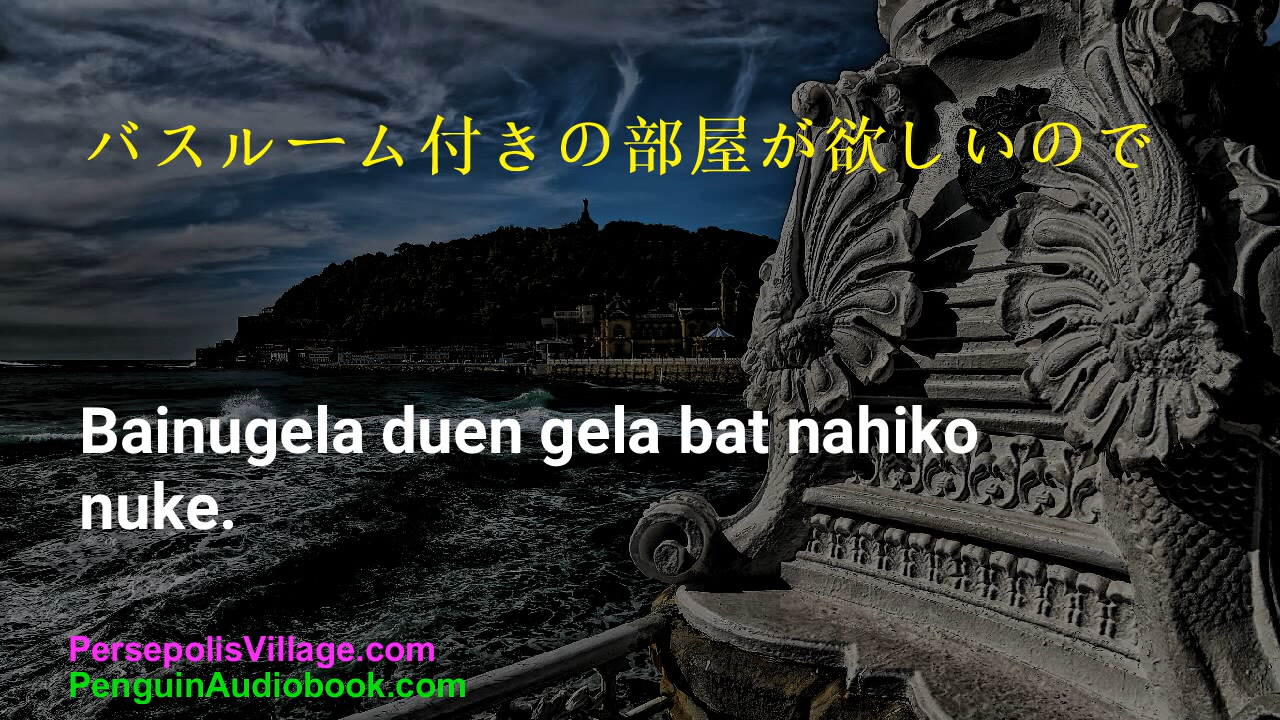 バスルーム付きの部屋が欲しいので
Bainugela duen gela bat nahiko
nuke.
PersepolisVillage.com
PenguinAudiobook.com